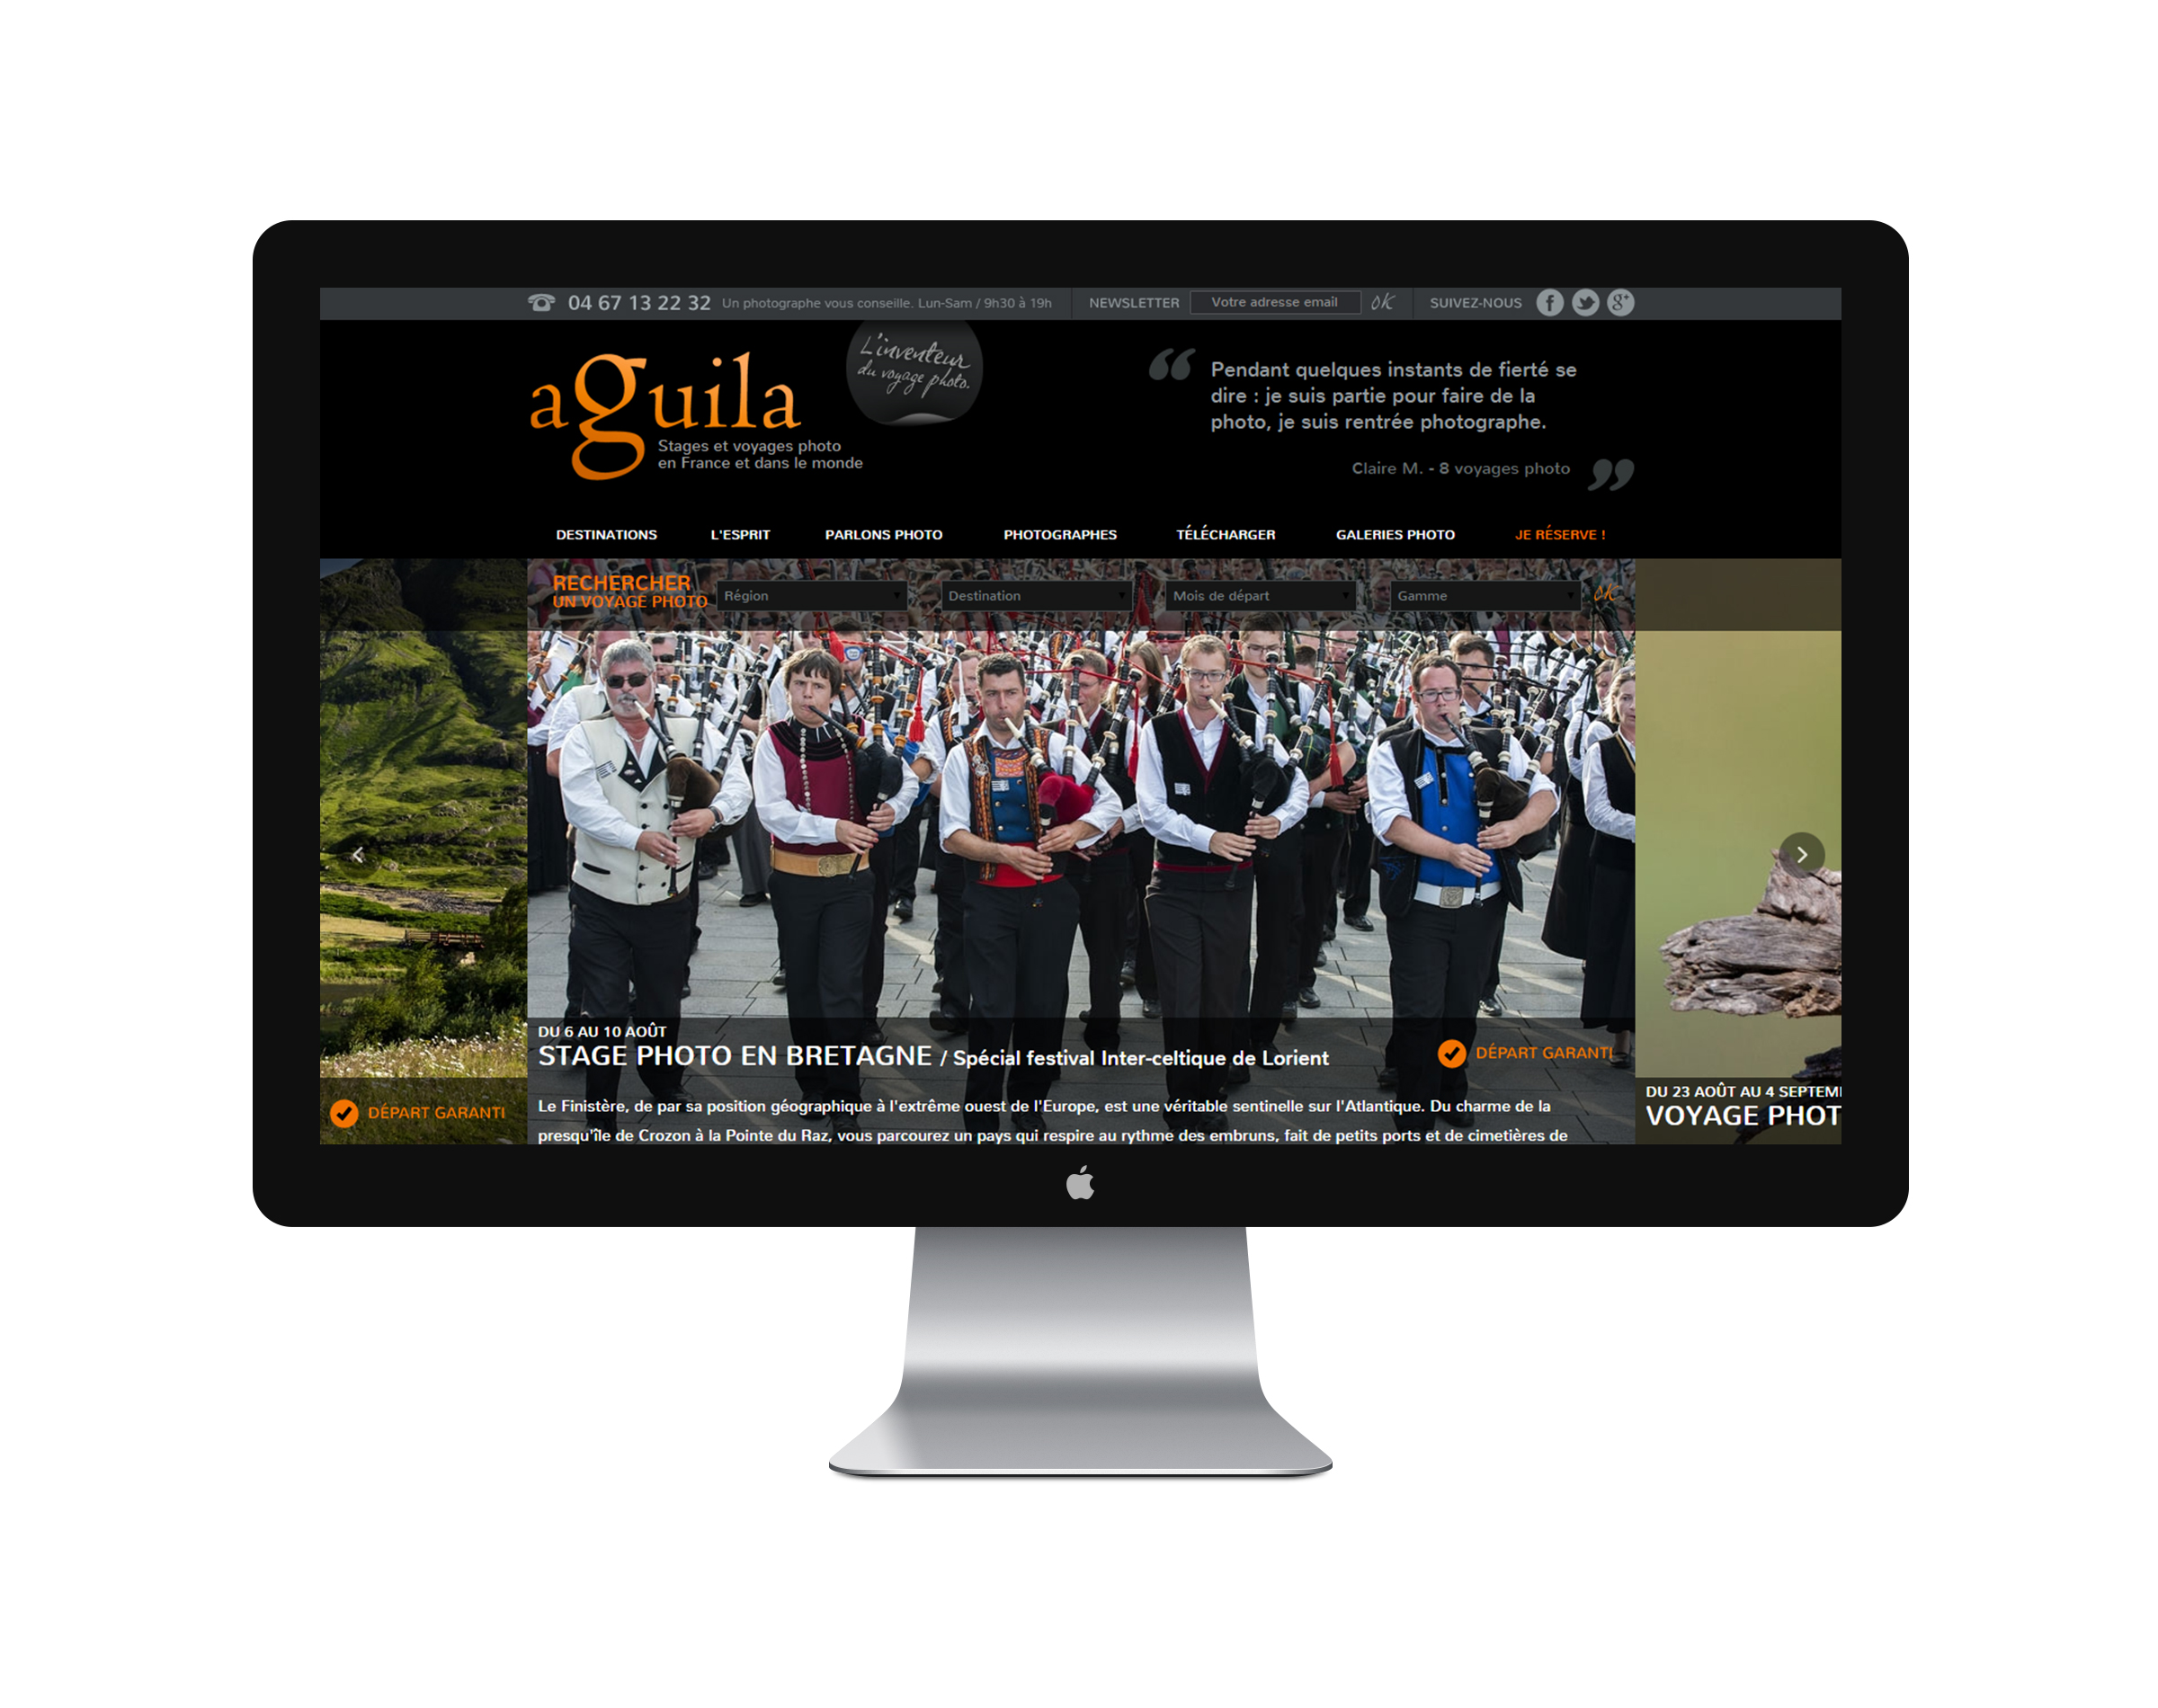 04 67 13 22 32 Un photographe vous conseille. Lun-Sam / 9h30 à 19h NEWSLETTER Votre adresse email OK SUIVEZ-NOUS f g+
L'inventeur
du voyage photo.
aguila
Stages et voyages photo
en France et dans le monde
“ Pendant quelques instants de fierté se
dire : je suis partie pour faire de la
photo, je suis rentrée photographe.
Claire M. - 8 voyages photo ”
DESTINATIONS L'ESPRIT PARLONS PHOTO PHOTOGRAPHES TÉLÉCHARGER GALERIES PHOTO JE RÉSERVE !
RECHERCHER
UN VOYAGE PHOTO Région Destination Mois de départ Gamme OK
DU 6 AU 10 AOÛT
STAGE PHOTO EN BRETAGNE / Spécial festival Inter-celtique de Lorient
DÉPART GARANTI
Le Finistère, de par sa position géographique à l'extrême ouest de l'Europe, est une véritable sentinelle sur l'Atlantique. Du charme de la
presqu'île de Crozon à la Pointe du Raz, vous parcourez un pays qui respire au rythme des embruns, fait de petits ports et de cimetières de
DÉPART GARANTI
DU 23 AOÛT AU 4 SEPTEM
VOYAGE PHOT